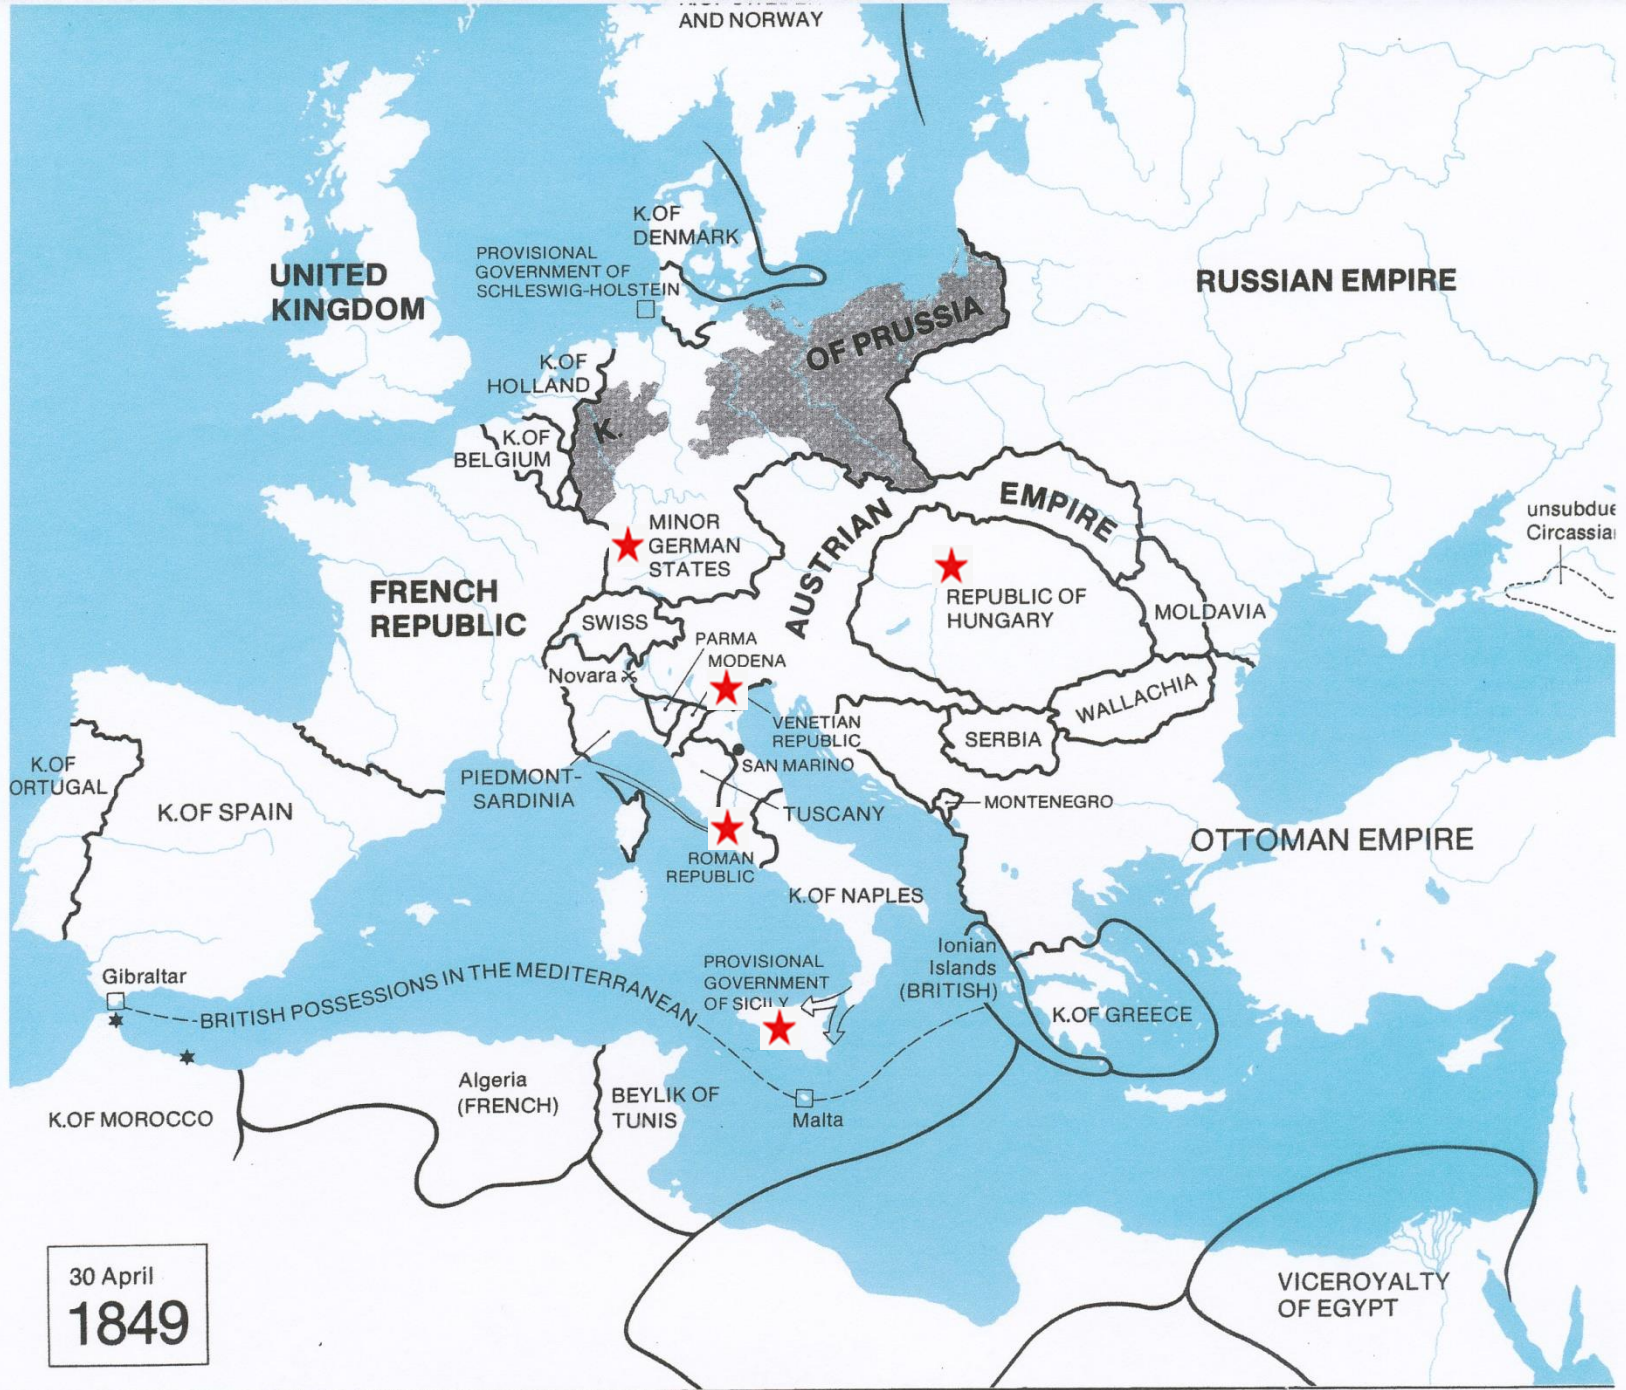 AND NORWAY
K.OF
DENMARK
PROVISIONAL
GOVERNMENT OF
SCHLESWIG-HOLSTEIN
UNITED
KINGDOM
RUSSIAN EMPIRE
OF PRUSSIA
K.OF
HOLLAND
K.
K.OF
BELGIUM
AUSTRIAN
EMPIRE
unsubdue
Circassia
MINOR
GERMAN
STATES
FRENCH
REPUBLIC
REPUBLIC OF
HUNGARY
MOLDAVIA
SWISS
PARMA
MODENA
Novara
WALLACHIA
VENETIAN
REPUBLIC
SERBIA
SAN MARINO
K.OF
ORTUGAL
PIEDMONT-
SARDINIA
K.OF SPAIN
MONTENEGRO
TUSCANY
OTTOMAN EMPIRE
ROMAN
REPUBLIC
K.OF NAPLES
Ionian
Islands
(BRITISH)
PROVISIONAL
GOVERNMENT
OF SICILY
Gibraltar
BRITISH POSSESSIONS IN THE MEDITERRANEAN
K.OF GREECE
Algeria
(FRENCH)
BEYLIK OF
TUNIS
K.OF MOROCCO
Malta
30 April
1849
VICEROYALTY
OF EGYPT